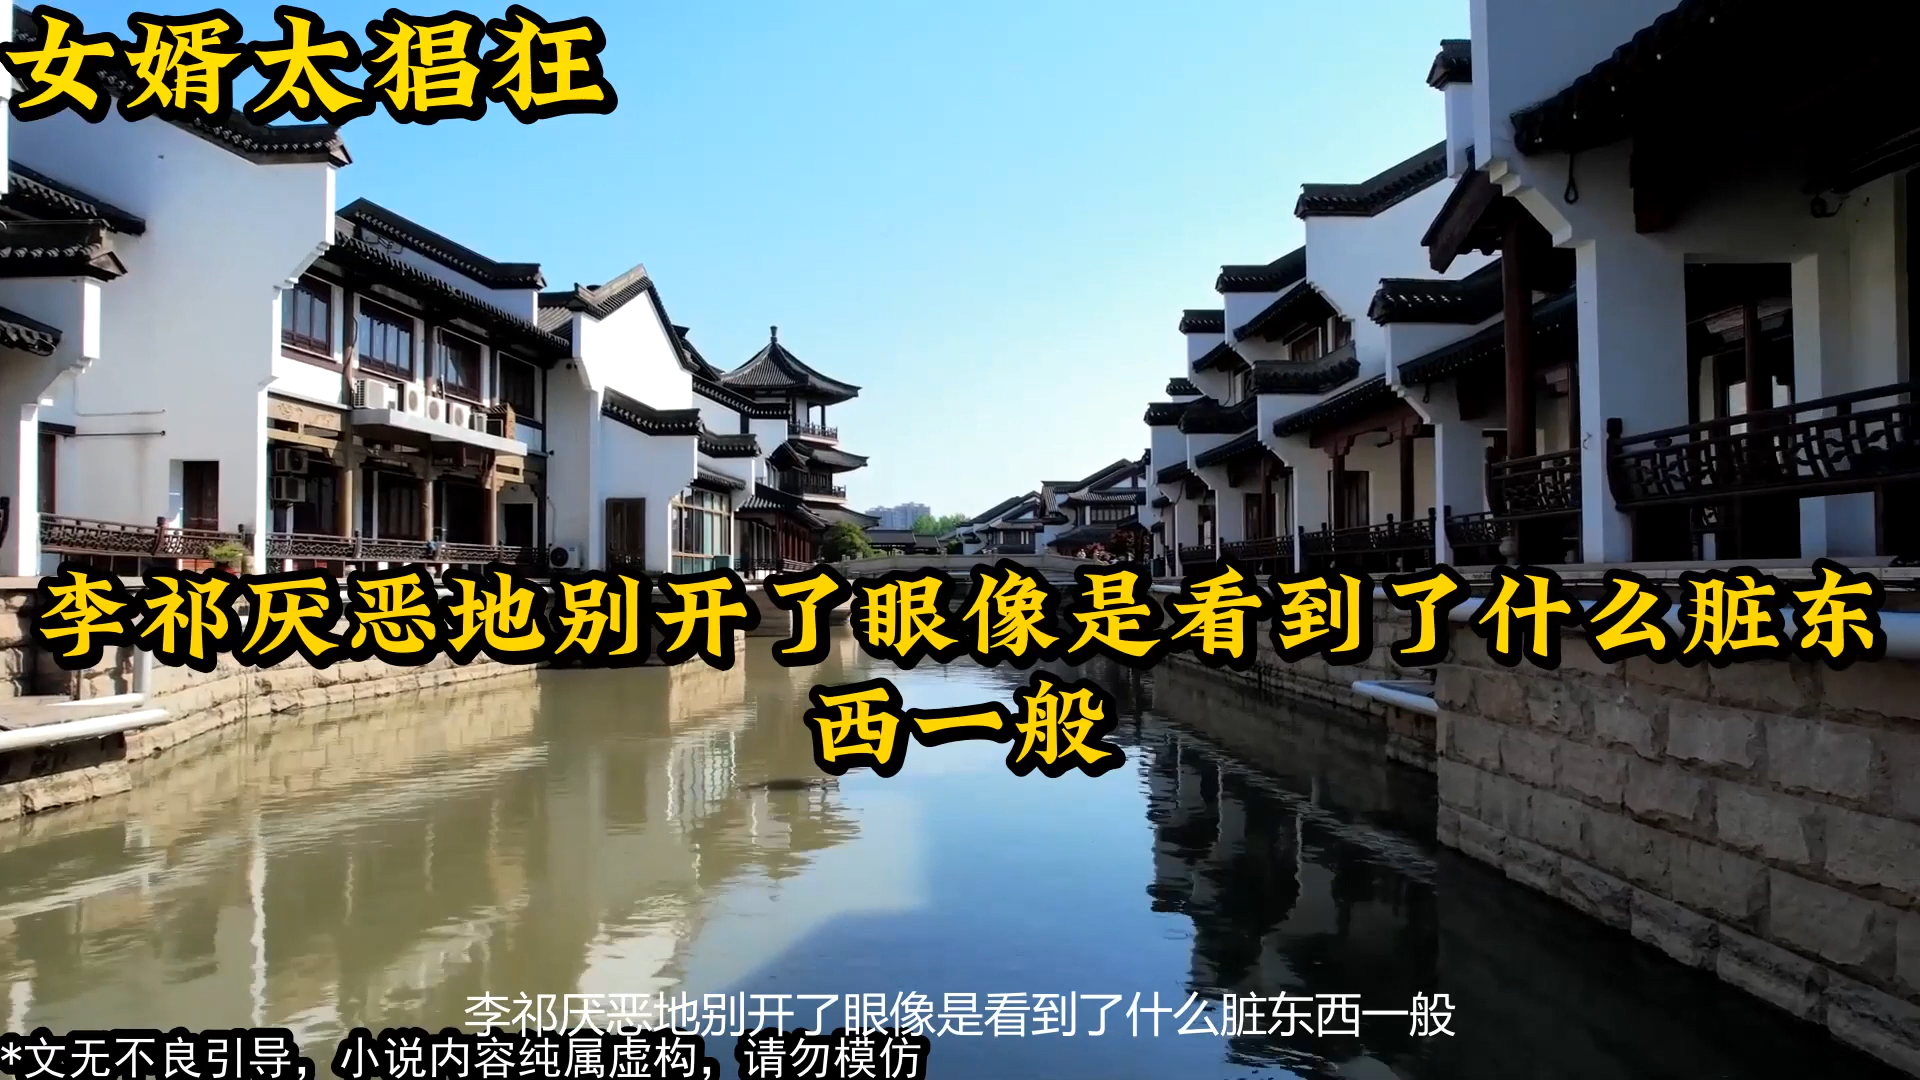 女婿太猖狂
李祁厌恶地别开了眼像是看到了什么脏东
西一般
李祁厌恶地别开了眼像是看到了什么脏东西一般
*文无不良引导，小说内容纯属虚构，请勿模仿